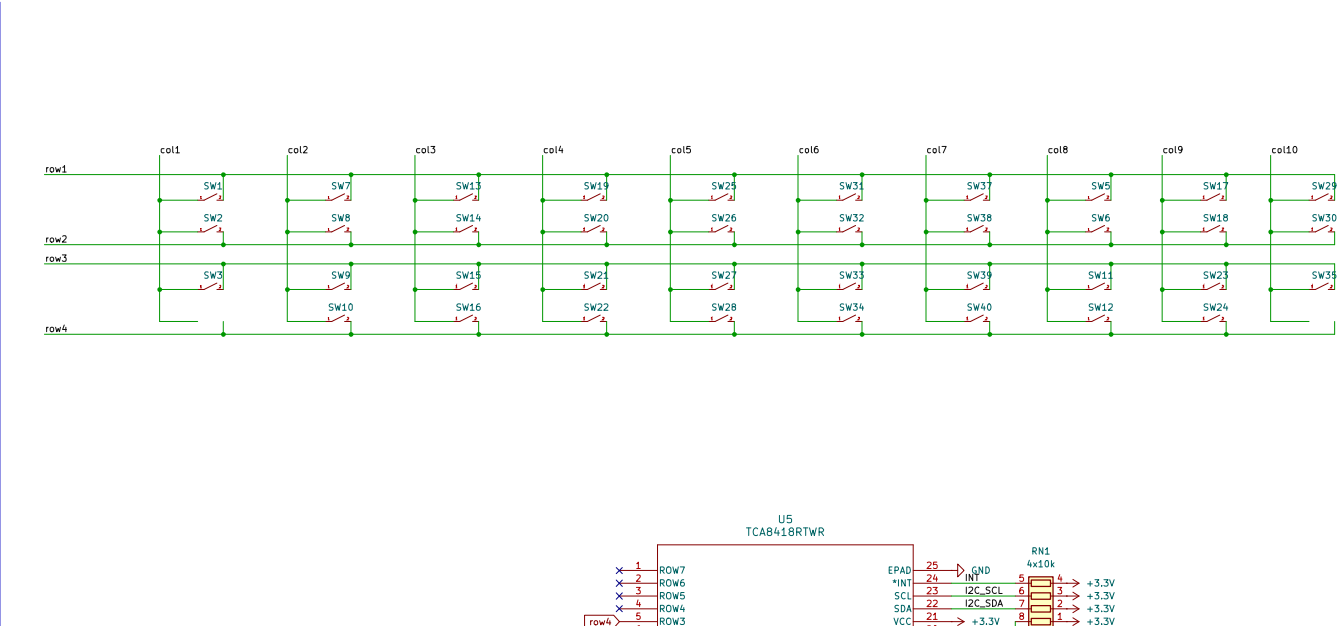 col1 col2 col3 col4 col5 col6 col7 col8 col9 col10
row1
SW1 SW7 SW13 SW19 SW25 SW31 SW37 SW5 SW17 SW29
SW2 SW8 SW14 SW20 SW26 SW32 SW38 SW6 SW18 SW30
row2
row3
SW3 SW9 SW15 SW21 SW27 SW33 SW39 SW11 SW23 SW35
SW10 SW16 SW22 SW28 SW34 SW40 SW12 SW24
row4
U5
TCA8418RTWR
RN1
4x10k
1 ROW7 EPAD 25 GND
2 ROW6 *INT 24 INT 5 4 +3.3V
3 ROW5 SCL 23 I2C_SCL 6 3 +3.3V
4 ROW4 SDA 22 I2C_SDA 7 2 +3.3V
row4 5 ROW3 VCC 21 +3.3V 8 1 +3.3V